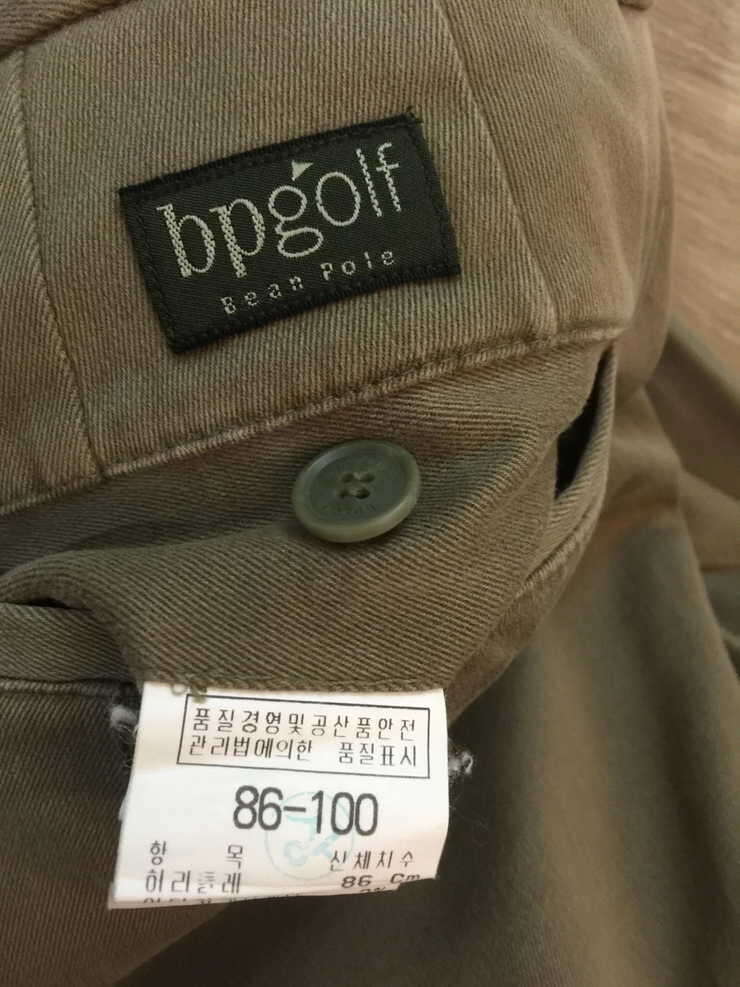 bpgolf
Bean Pole
품질경영및공산품안전
관리법에의한 품질표시
86-100
항 목 신체치수
허리둘레 86 cm